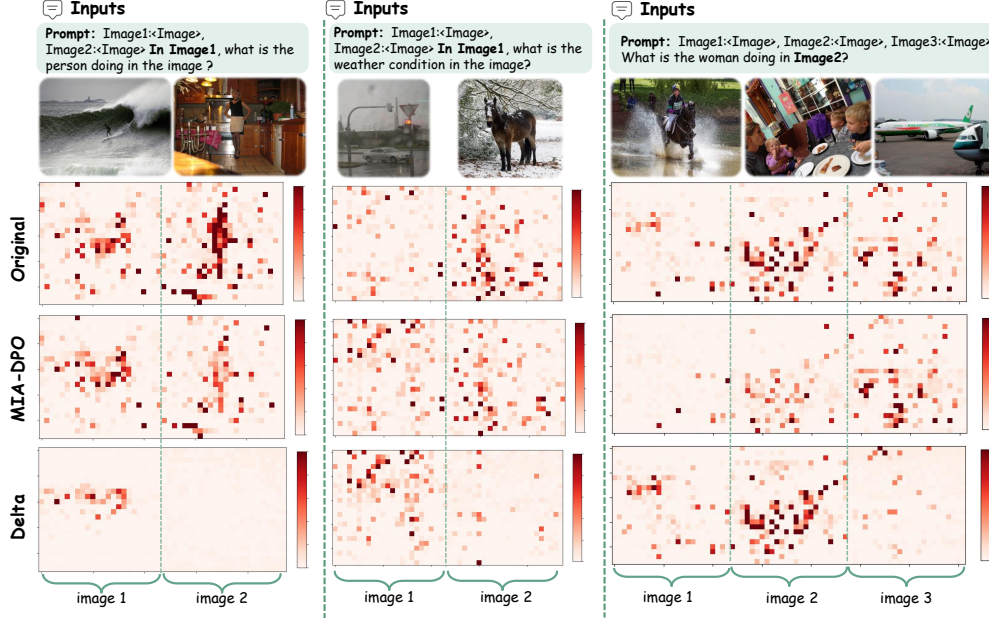 Inputs
Prompt: Image1:<Image>,
Image2:<Image> In Image1, what is the
person doing in the image ?
Inputs
Prompt: Image1:<Image>,
Image2:<Image> In Image1, what is the
weather condition in the image?
Inputs
Prompt: Image1:<Image>, Image2:<Image>, Image3:<Image>
What is the woman doing in Image2?
Original
MIA-DPO
Delta
image 1
image 2
image 1
image 2
image 1
image 2
image 3